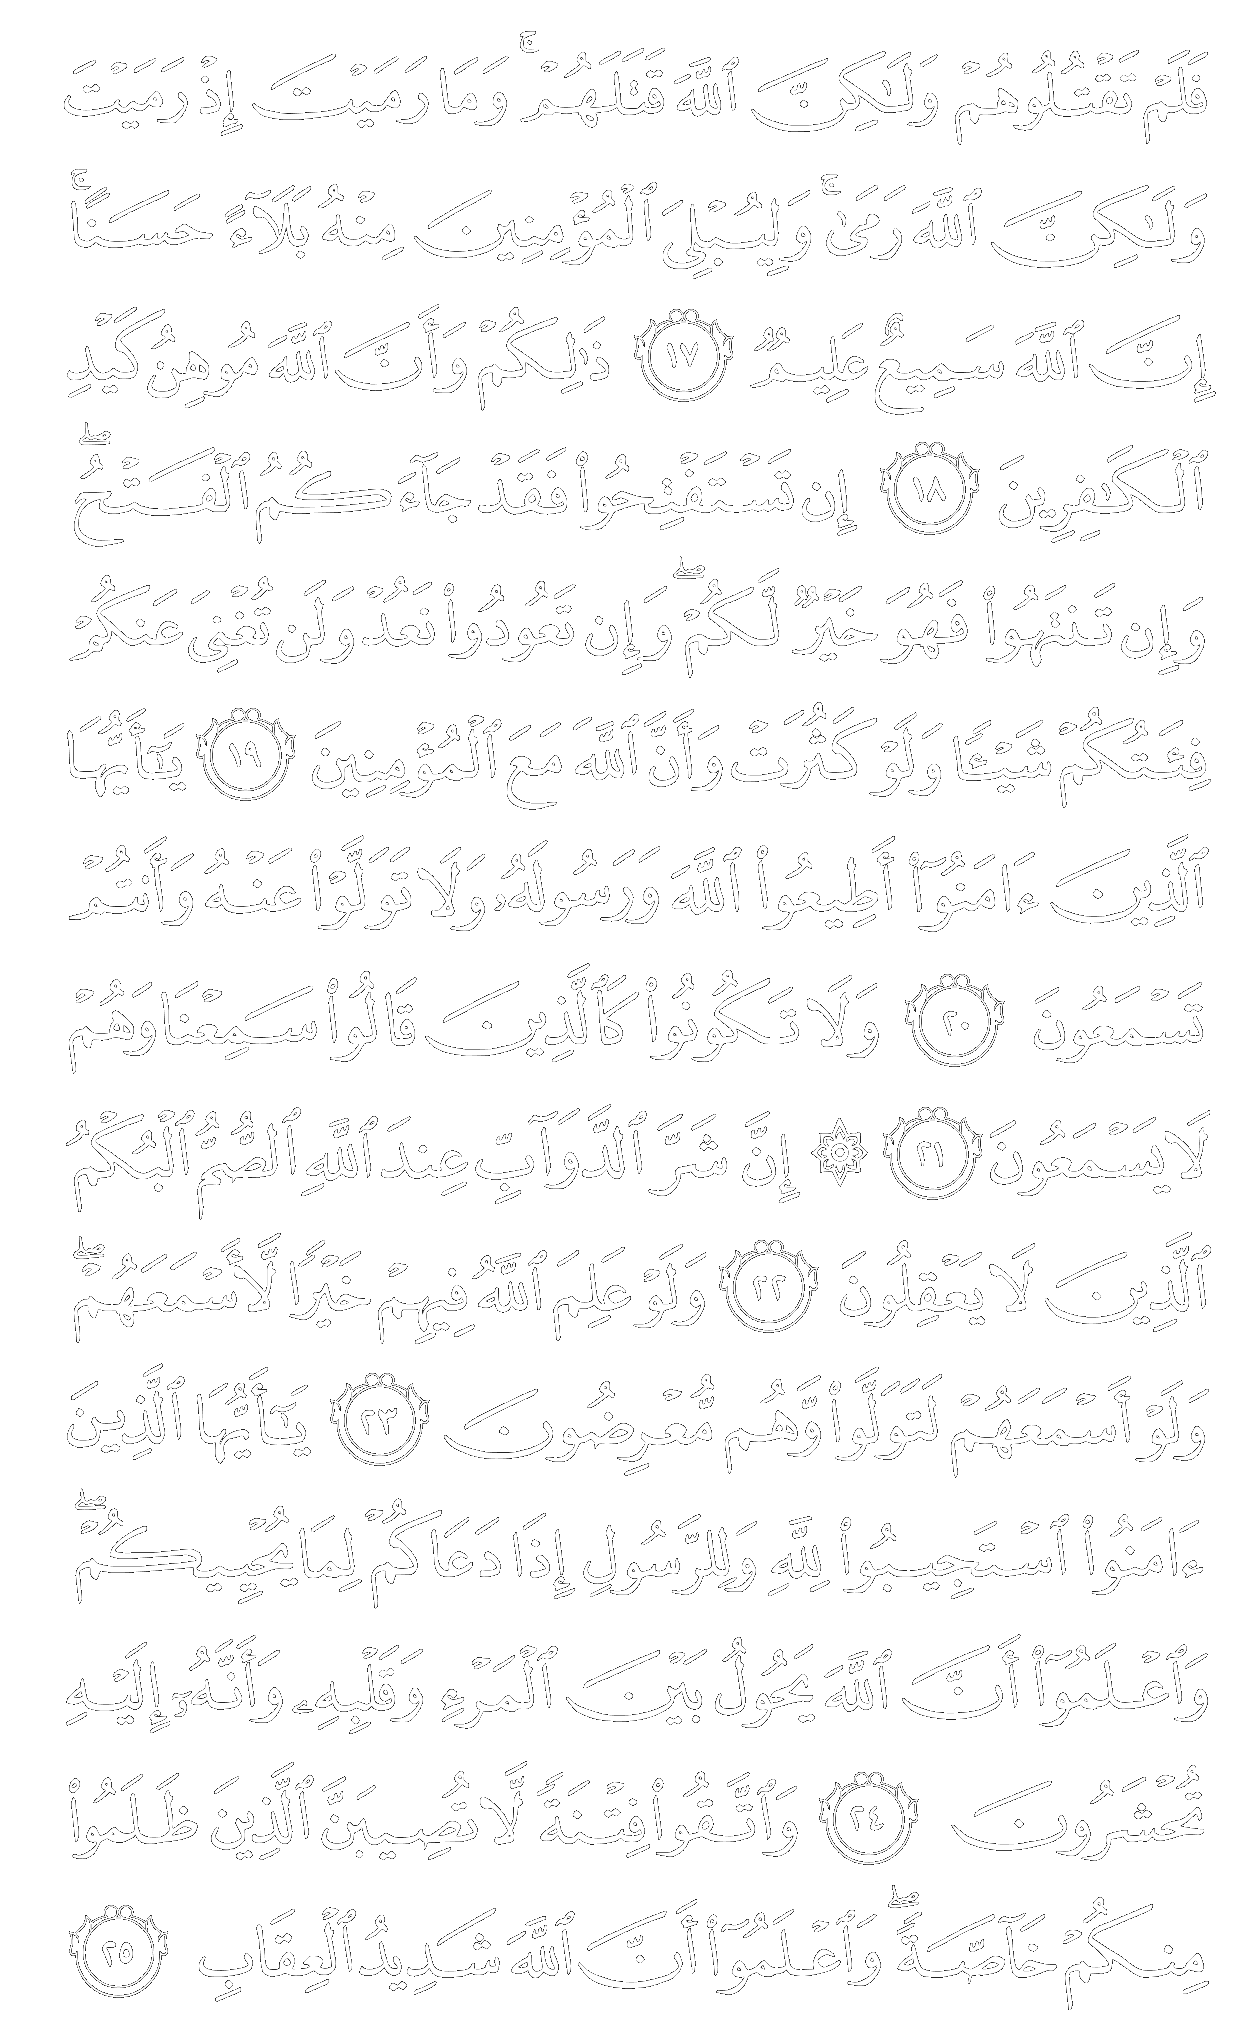 فَلَمْ تَقْتُلُوهُمْ وَلَـٰكِنَّ ٱللَّهَ قَتَلَهُمْ ۚ وَمَا رَمَيْتَ إِذْ رَمَيْتَ
وَلَـٰكِنَّ ٱللَّهَ رَمَىٰ ۚ وَلِيُبْلِىَ ٱلْمُؤْمِنِينَ مِنْهُ بَلَآءً حَسَنًا ۚ
إِنَّ ٱللَّهَ سَمِيعٌ عَلِيمٌ ١٧ ذَٰلِكُمْ وَأَنَّ ٱللَّهَ مُوهِنُ كَيْدِ
ٱلْكَـٰفِرِينَ ١٨ إِن تَسْتَفْتِحُوا۟ فَقَدْ جَآءَكُمُ ٱلْفَتْحُ ۖ
وَإِن تَنتَهُوا۟ فَهُوَ خَيْرٌ لَّكُمْ ۖ وَإِن تَعُودُوا۟ نَعُدْ وَلَن تُغْنِىَ عَنكُمْ
فِئَتُكُمْ شَيْـًٔا وَلَوْ كَثُرَتْ وَأَنَّ ٱللَّهَ مَعَ ٱلْمُؤْمِنِينَ ١٩ يَـٰٓأَيُّهَا
ٱلَّذِينَ ءَامَنُوٓا۟ أَطِيعُوا۟ ٱللَّهَ وَرَسُولَهُۥ وَلَا تَوَلَّوْا۟ عَنْهُ وَأَنتُمْ
تَسْمَعُونَ ٢٠ وَلَا تَكُونُوا۟ كَٱلَّذِينَ قَالُوا۟ سَمِعْنَا وَهُمْ
لَا يَسْمَعُونَ ٢١ ۞ إِنَّ شَرَّ ٱلدَّوَآبِّ عِندَ ٱللَّهِ ٱلصُّمُّ ٱلْبُكْمُ
ٱلَّذِينَ لَا يَعْقِلُونَ ٢٢ وَلَوْ عَلِمَ ٱللَّهُ فِيهِمْ خَيْرًا لَّأَسْمَعَهُمْ ۖ
وَلَوْ أَسْمَعَهُمْ لَتَوَلَّوا۟ وَّهُم مُّعْرِضُونَ ٢٣ يَـٰٓأَيُّهَا ٱلَّذِينَ
ءَامَنُوا۟ ٱسْتَجِيبُوا۟ لِلَّهِ وَلِلرَّسُولِ إِذَا دَعَاكُمْ لِمَا يُحْيِيكُمْ ۖ
وَٱعْلَمُوٓا۟ أَنَّ ٱللَّهَ يَحُولُ بَيْنَ ٱلْمَرْءِ وَقَلْبِهِۦ وَأَنَّهُۥٓ إِلَيْهِ
تُحْشَرُونَ ٢٤ وَٱتَّقُوا۟ فِتْنَةً لَّا تُصِيبَنَّ ٱلَّذِينَ ظَلَمُوا۟
مِنكُمْ خَآصَّةً ۖ وَٱعْلَمُوٓا۟ أَنَّ ٱللَّهَ شَدِيدُ ٱلْعِقَابِ ٢٥